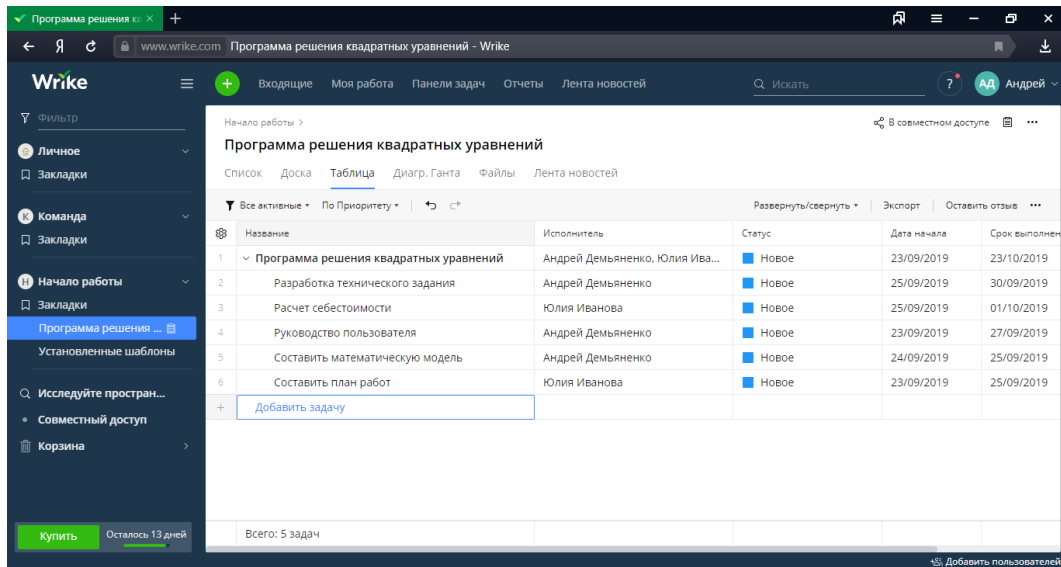 Программа решения кв
www.wrike.com Программа решения квадратных уравнений - Wrike
Wrike
Входящие Моя работа Панели задач Отчеты Лента новостей Искать ? АД Андрей
Фильтр
Личное
Закладки
К Команда
Закладки
Н Начало работы
Закладки
Программа решения ...
Установленные шаблоны
Исследуйте простран...
Совместный доступ
Корзина
Купить Осталось 13 дней
Начало работы > В совместном доступе
Программа решения квадратных уравнений
Список Доска Таблица Диагр. Ганта Файлы Лента новостей
Все активные По Приоритету Развернуть/свернуть Экспорт Оставить отзыв
Название Исполнитель Статус Дата начала Срок выполнен
1 Программа решения квадратных уравнений Андрей Демьяненко, Юлия Ива... Новое 23/09/2019 23/10/2019
2 Разработка технического задания Андрей Демьяненко Новое 25/09/2019 30/09/2019
3 Расчет себестоимости Юлия Иванова Новое 25/09/2019 01/10/2019
4 Руководство пользователя Андрей Демьяненко Новое 23/09/2019 27/09/2019
5 Составить математическую модель Андрей Демьяненко Новое 24/09/2019 25/09/2019
6 Составить план работ Юлия Иванова Новое 23/09/2019 25/09/2019
+ Добавить задачу
Всего: 5 задач
Добавить пользователей